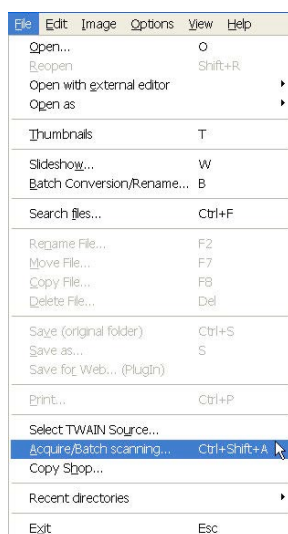 File Edit Image Options View Help
Open... O
Reopen Shift+R
Open with external editor
Open as
Thumbnails T
Slideshow... W
Batch Conversion/Rename... B
Search files... Ctrl+F
Rename File... F2
Move File... F7
Copy File... F8
Delete File... Del
Save (original folder) Ctrl+S
Save as... S
Save for Web... (PlugIn)
Print... Ctrl+P
Select TWAIN Source...
Acquire/Batch scanning... Ctrl+Shift+A
Copy Shop...
Recent directories
Exit Esc